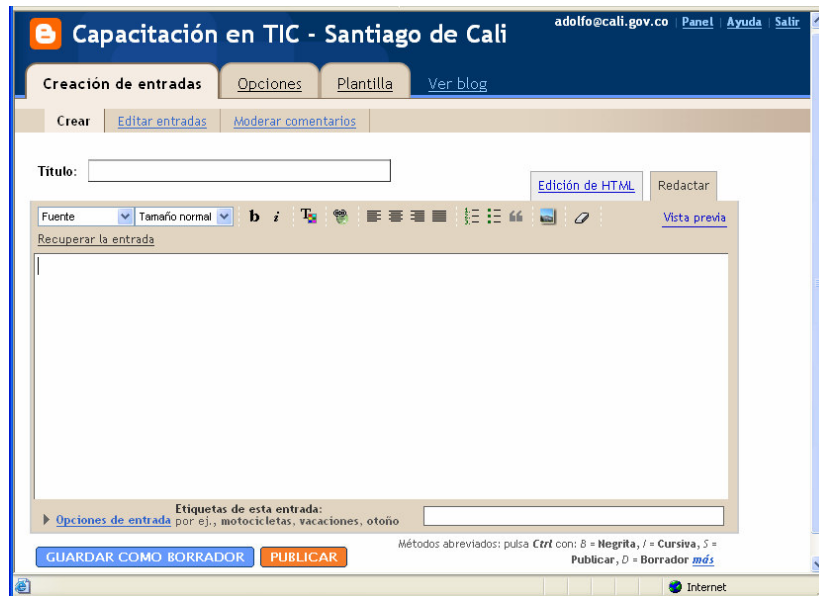 adolfo@cali.gov.co | Panel | Ayuda | Salir
Capacitación en TIC - Santiago de Cali
Creación de entradas Opciones Plantilla Ver blog
Crear Editar entradas Moderar comentarios
Título:
Edición de HTML Redactar
Fuente Tamaño normal b i T Vista previa
Recuperar la entrada
Etiquetas de esta entrada:
Opciones de entrada por ej., motocicletas, vacaciones, otoño
GUARDAR COMO BORRADOR PUBLICAR
Métodos abreviados: pulsa Ctrl con: B = Negrita, I = Cursiva, S =
Publicar, D = Borrador más
Internet